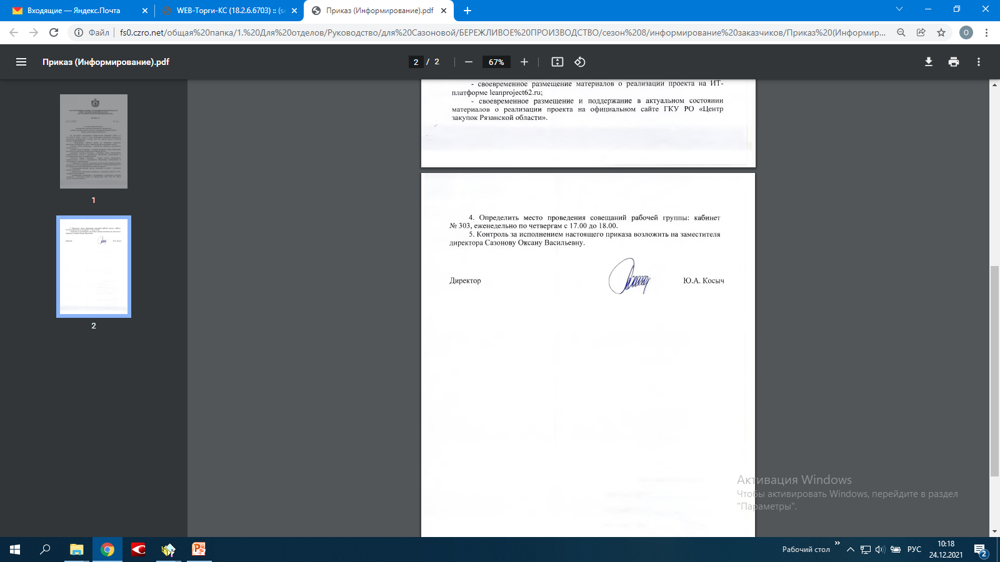 Входящие — Яндекс.Почта
WEB-Торги-КС (18.2.6.6703) :: (se
Приказ (Информирование).pdf
Файл
fs0.czro.net/общая%20папка/1.%20Для%20отделов/Руководство/для%20Сазоновой/БЕРЕЖЛИВОЕ%20ПРОИЗВОДСТВО/сезон%208/информирование%20заказчиков/Приказ%20(Информир...
О
Приказ (Информирование).pdf
2 / 2
67%
1
2
- своевременное размещение материалов о реализации проекта на ИТ-
платформе leanproject62.ru;
- своевременное размещение и поддержание в актуальном состоянии
материалов о реализации проекта на официальном сайте ГКУ РО «Центр
закупок Рязанской области».
4. Определить место проведения совещаний рабочей группы: кабинет
№ 303, еженедельно по четвергам с 17.00 до 18.00.
5. Контроль за исполнением настоящего приказа возложить на заместителя
директора Сазонову Оксану Васильевну.
Директор
Ю.А. Косыч
Активация Windows
Чтобы активировать Windows, перейдите в раздел
"Параметры".
Рабочий стол
РУС
10:18
24.12.2021
2